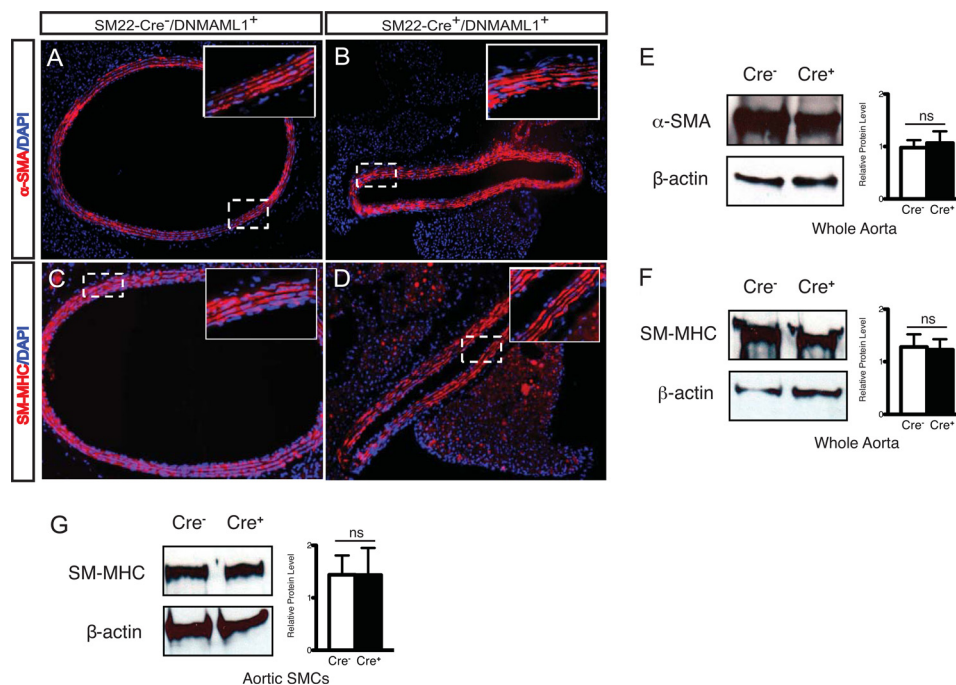 SM22-Cre-/DNMAML1+
SM22-Cre+/DNMAML1+
α-SMA/DAPI
A
B
SM-MHC/DAPI
C
D
E
Cre- Cre+
α-SMA
β-actin
Relative Protein Level
2
1
0
ns
Cre- Cre+
Whole Aorta
F
Cre- Cre+
SM-MHC
β-actin
Relative Protein Level
2
1
0
ns
Cre- Cre+
Whole Aorta
G
Cre- Cre+
SM-MHC
β-actin
Relative Protein Level
2
1
0
ns
Cre- Cre+
Aortic SMCs